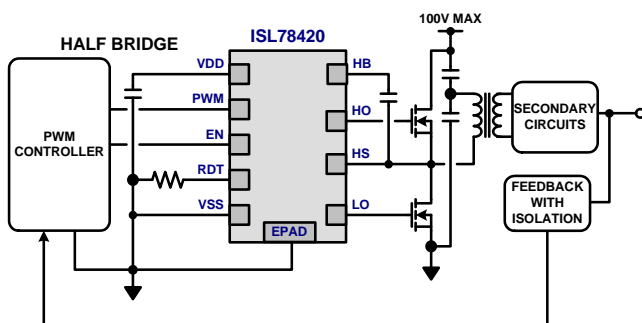 100V MAX
HALF BRIDGE
ISL78420
VDD
PWM
EN
RDT
VSS
HB
HO
HS
LO
EPAD
PWM
CONTROLLER
SECONDARY
CIRCUITS
FEEDBACK
WITH
ISOLATION